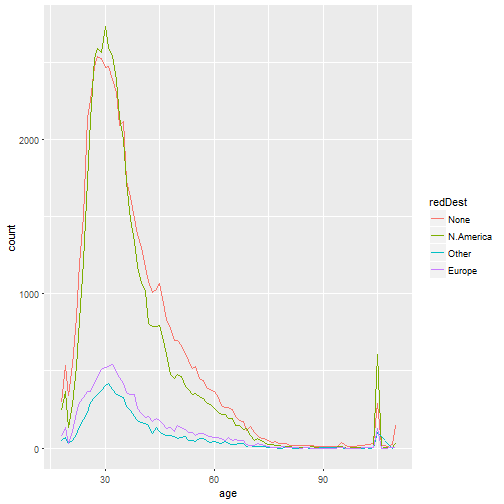 2000
1000
0
count
30
60
90
age
redDest
None
N.America
Other
Europe